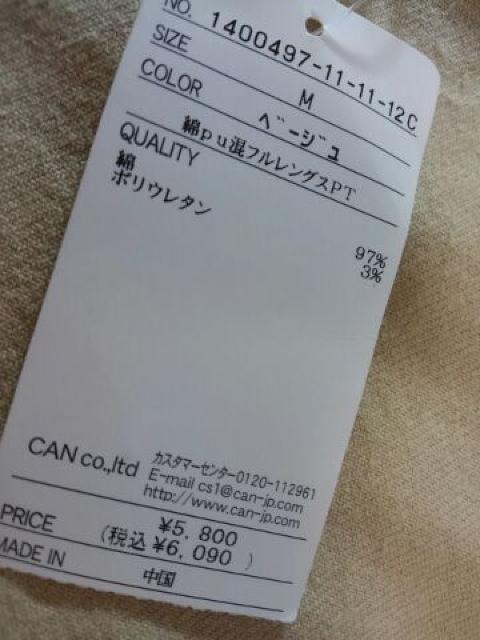 NO. 1400497-11-11-12C
SIZE M
COLOR ベージュ
綿pu混フルレングスPT
QUALITY
綿 97%
ポリウレタン 3%
CAN co.,ltd
カスタマーセンター0120-112961
E-mail cs1@can-jp.com
http://www.can-jp.com
PRICE ¥5,800
(税込 ¥6,090 )
MADE IN 中国